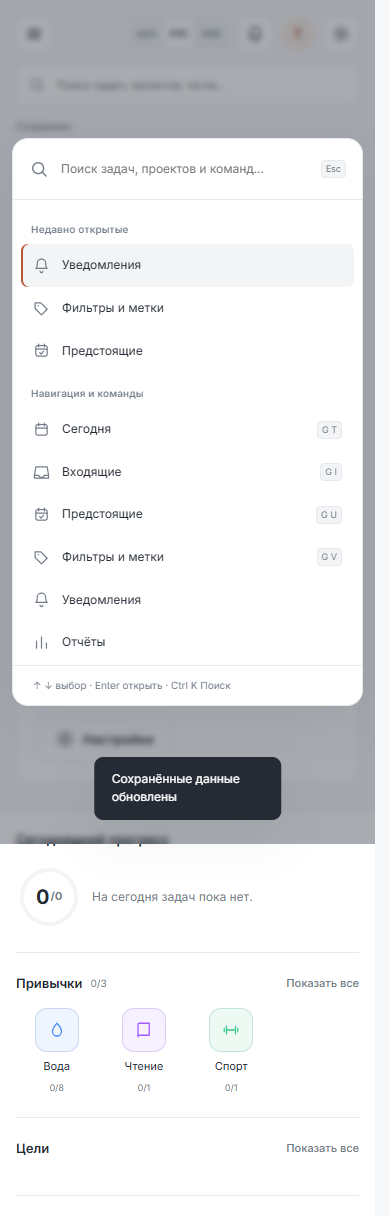 Поиск задач, проектов и команд...
Esc
Недавно открытые
Уведомления
Фильтры и метки
Предстоящие
Навигация и команды
Сегодня G T
Входящие G I
Предстоящие G U
Фильтры и метки G V
Уведомления
Отчёты
↑ ↓ выбор · Enter открыть · Ctrl K Поиск
Настройки
Сохранённые данные
обновлены
0/0
На сегодня задач пока нет.
Привычки 0/3 Показать все
Вода Чтение Спорт
0/8 0/1 0/1
Цели Показать все